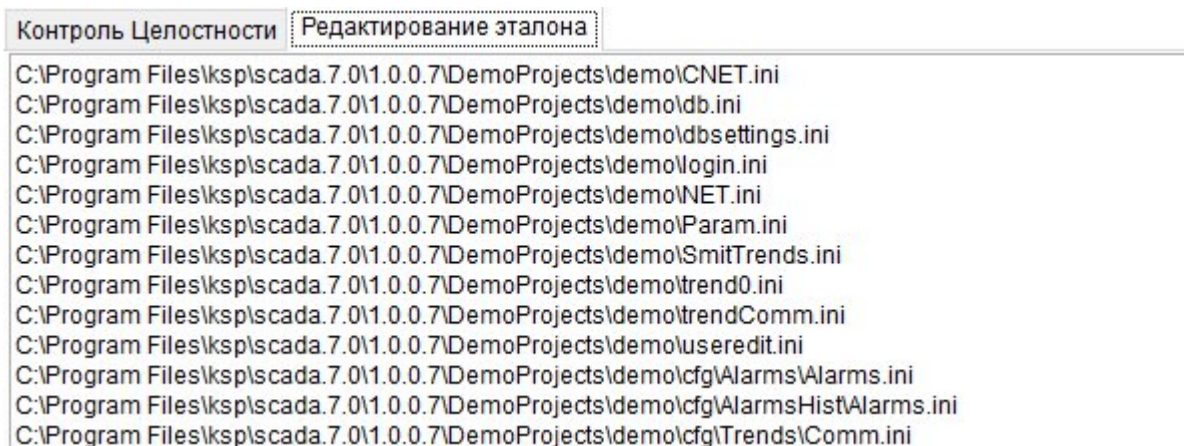 Контроль Целостности Редактирование эталона
C:\Program Files\ksp\scada.7.0\1.0.0.7\DemoProjects\demo\CNET.ini
C:\Program Files\ksp\scada.7.0\1.0.0.7\DemoProjects\demo\db.ini
C:\Program Files\ksp\scada.7.0\1.0.0.7\DemoProjects\demo\dbsettings.ini
C:\Program Files\ksp\scada.7.0\1.0.0.7\DemoProjects\demo\login.ini
C:\Program Files\ksp\scada.7.0\1.0.0.7\DemoProjects\demo\NET.ini
C:\Program Files\ksp\scada.7.0\1.0.0.7\DemoProjects\demo\Param.ini
C:\Program Files\ksp\scada.7.0\1.0.0.7\DemoProjects\demo\SmitTrends.ini
C:\Program Files\ksp\scada.7.0\1.0.0.7\DemoProjects\demo\trend0.ini
C:\Program Files\ksp\scada.7.0\1.0.0.7\DemoProjects\demo\trendComm.ini
C:\Program Files\ksp\scada.7.0\1.0.0.7\DemoProjects\demo\useredit.ini
C:\Program Files\ksp\scada.7.0\1.0.0.7\DemoProjects\demo\cfg\Alarms\Alarms.ini
C:\Program Files\ksp\scada.7.0\1.0.0.7\DemoProjects\demo\cfg\AlarmsHist\Alarms.ini
C:\Program Files\ksp\scada.7.0\1.0.0.7\DemoProjects\demo\cfg\Trends\Comm.ini